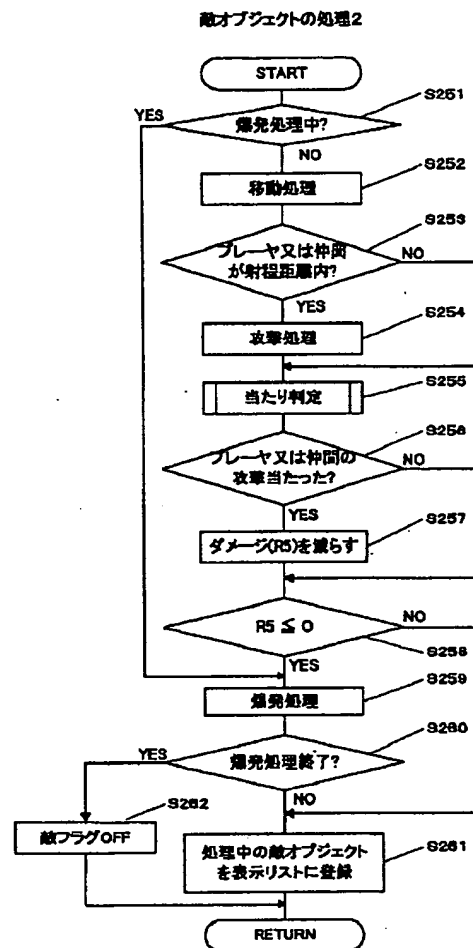 敵オブジェクトの処理2
START
S251
YES
爆発処理中?
NO
移動処理
S252
S253
プレーヤ又は仲間
が射程距離内?
NO
YES
攻撃処理
S254
当たり判定
S255
S256
プレーヤ又は仲間の
攻撃当たった?
NO
YES
S257
ダメージ(R5)を減らす
R5 ≦ 0
NO
S258
YES
S259
爆発処理
S260
YES
爆発処理終了?
NO
S262
敵フラグOFF
処理中の敵オブジェクト
を表示リストに登録
S261
RETURN